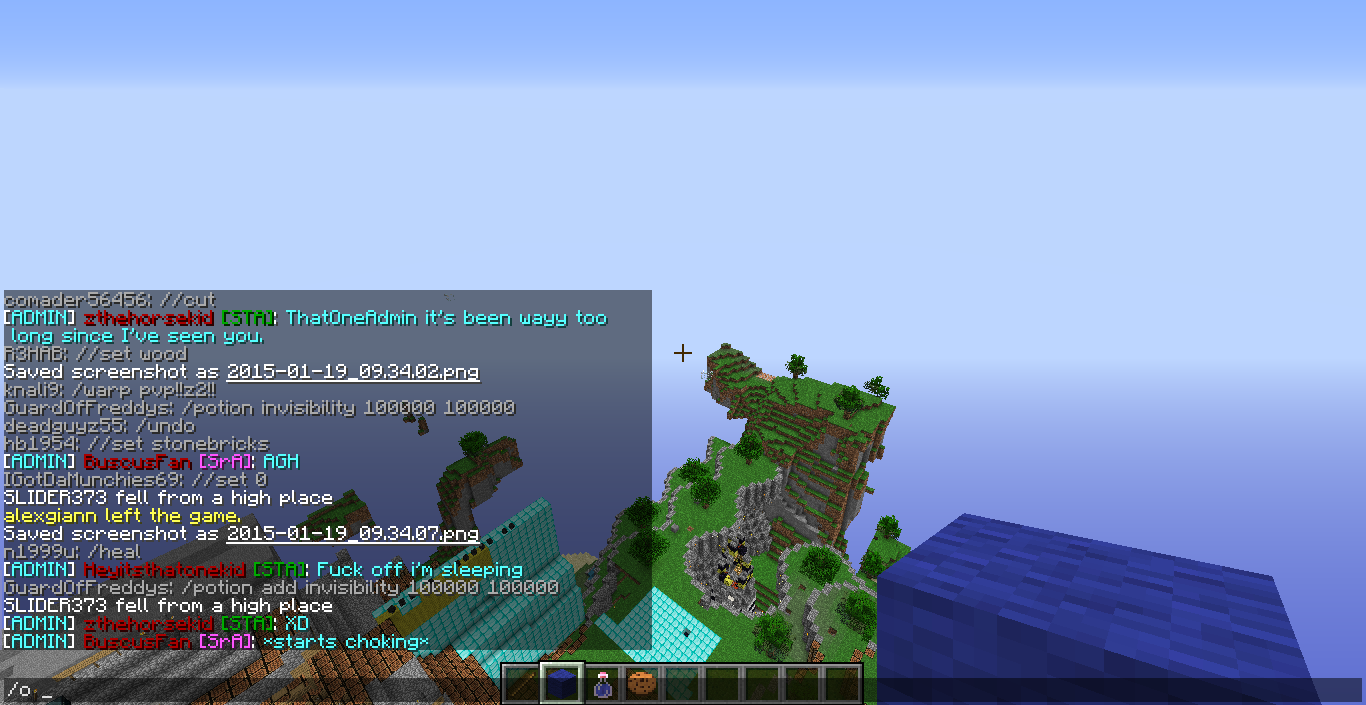 comader56456: //cut
[ADMIN] zthehorsekid [STA]: ThatOneAdmin it's been wayy too
long since I've seen you.
A3HAB: //set wood
Saved screenshot as 2015-01-19_09.34.02.png
knali9: /warp pvp!!z2!!
GuardOfFreddys: /potion invisibility 100000 100000
deadguyz55: /undo
hb1954: //set stonebricks
[ADMIN] BuscusFan [SrA]: AGH
IGotDaMunchies69: //set 0
SLIDER373 fell from a high place
alexgiann left the game.
Saved screenshot as 2015-01-19_09.34.07.png
n1999u: /heal
[ADMIN] Heyitsthatonekid [STA]: Fuck off i'm sleeping
GuardOfFreddys: /potion add invisibility 100000 100000
SLIDER373 fell from a high place
[ADMIN] zthehorsekid [STA]: XD
[ADMIN] BuscusFan [SrA]: *starts choking*
/o _